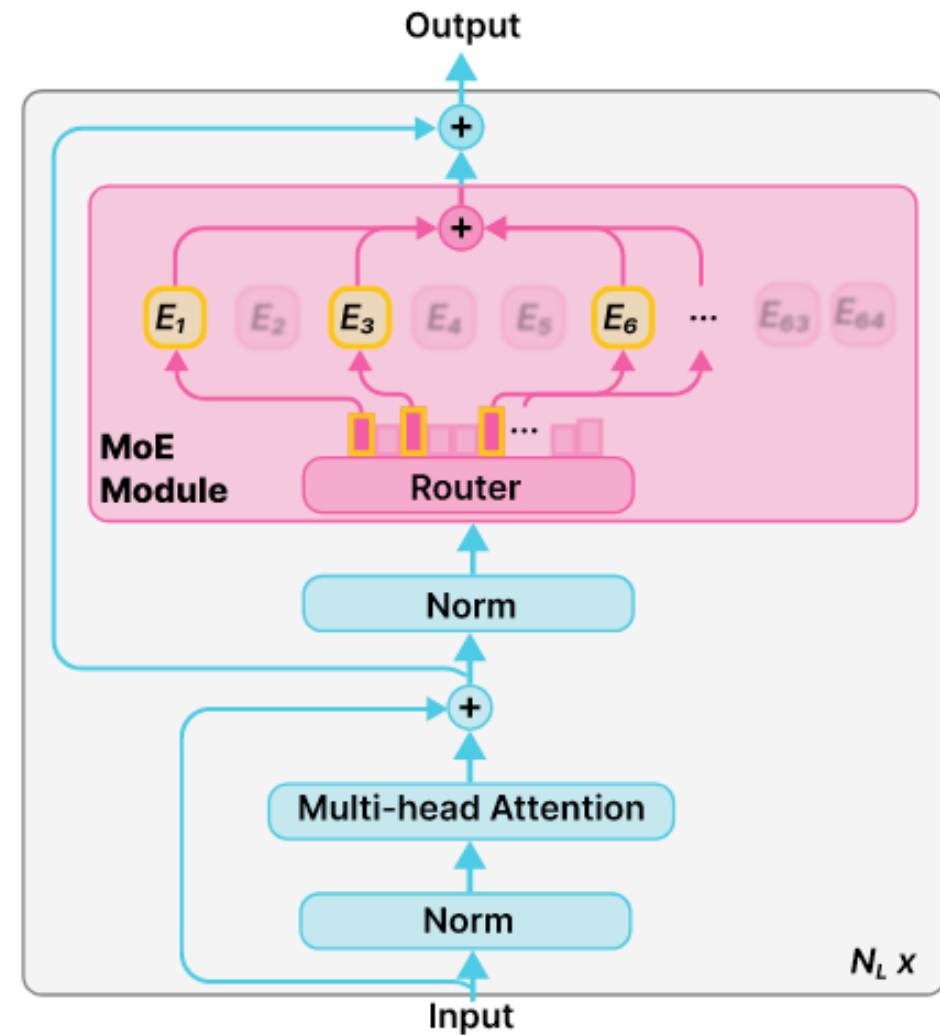 Output
+
+
E1 E2 E3 E4 E5 E6 ... E63 E64
...
MoE
Module
Router
Norm
+
Multi-head Attention
Norm
NL x
Input